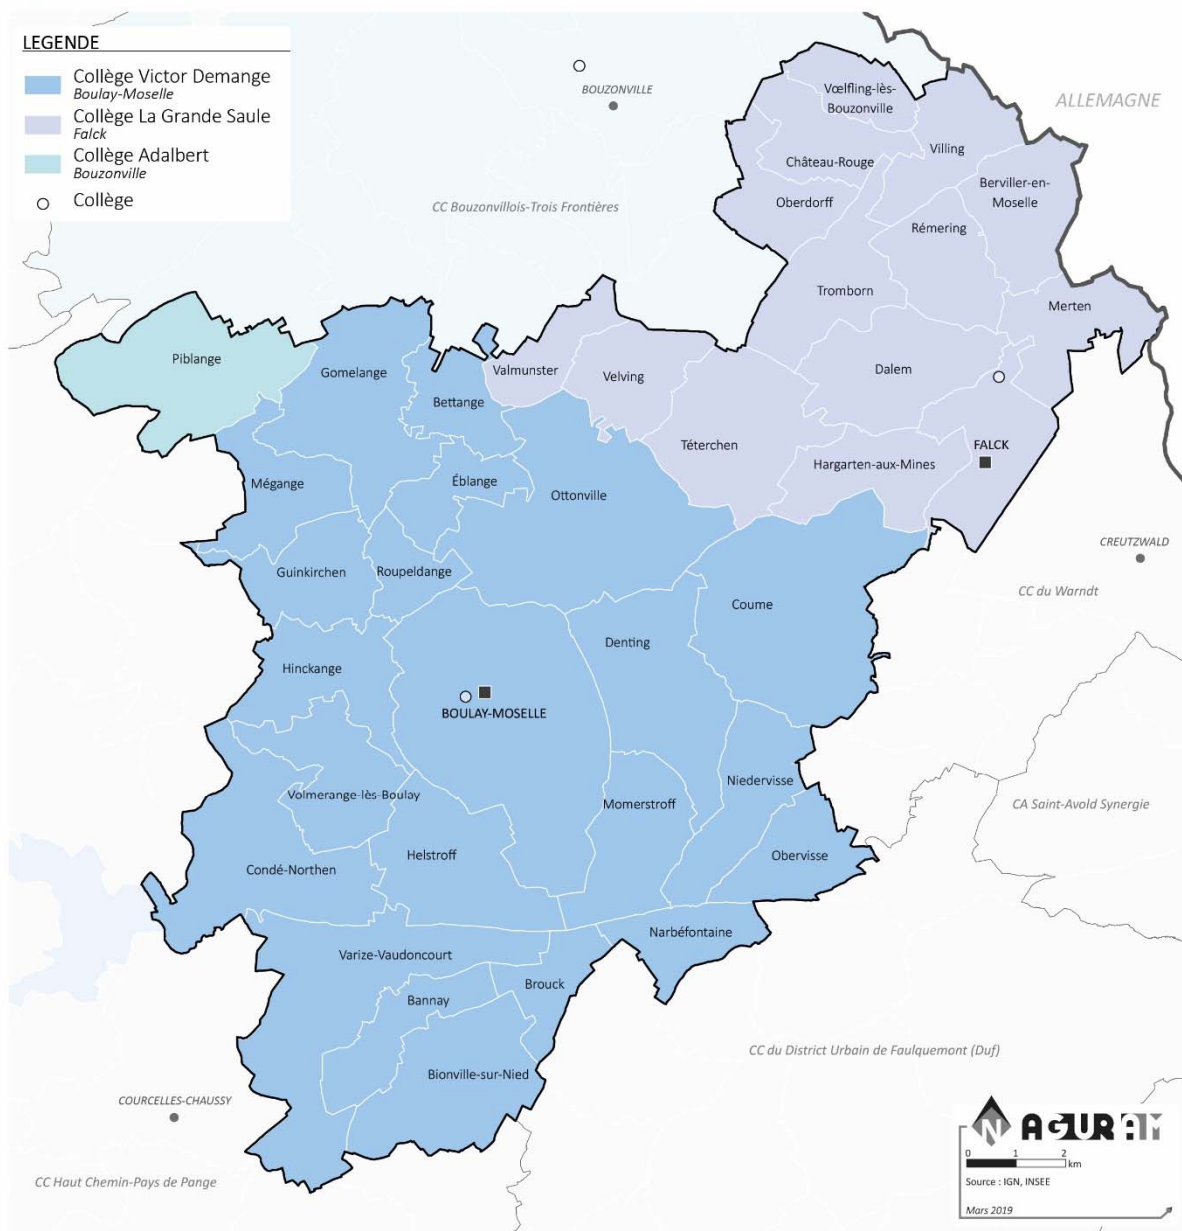 LEGENDE
Collège Victor Demange
Boulay-Moselle
Collège La Grande Saule
Falck
Collège Adalbert
Bouzonville
Collège
BOUZONVILLE
ALLEMAGNE
CC Bouzonvillois-Trois Frontières
Vœlfling-lès-
Bouzonville
Villing
Château-Rouge
Berviller-en-
Moselle
Oberdorff
Rémering
Tromborn
Merten
Piblange
Gomelange
Valmunster
Velving
Dalem
Bettange
Téterchen
FALCK
Hargarten-aux-Mines
Mégange
Éblange
Ottonville
CREUTZWALD
Guinkirchen
Roupeldange
CC du Warndt
Coume
Denting
Hinckange
BOULAY-MOSELLE
Niedervisse
Volmerange-lès-Boulay
Momerstroff
CA Saint-Avold Synergie
Helstroff
Obervisse
Condé-Northen
Narbéfontaine
Varize-Vaudoncourt
Brouck
Bannay
CC du District Urbain de Faulquemont (Duf)
Bionville-sur-Nied
COURCELLES-CHAUSSY
CC Haut Chemin-Pays de Pange
N AGURAM
0 1 2
km
Source : IGN, INSEE
Mars 2019